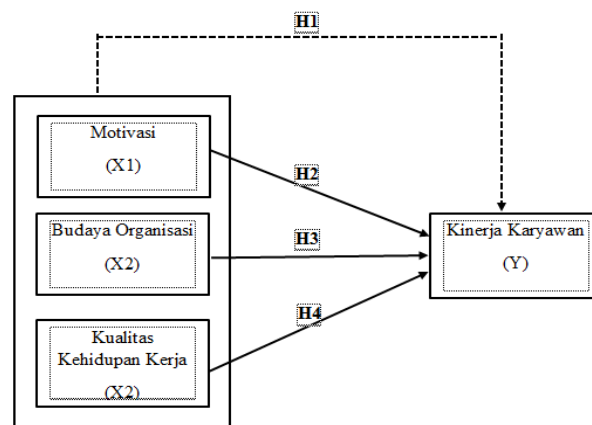 H1
Motivasi
(X1)
H2
Budaya Organisasi
(X2)
H3
Kinerja Karyawan
(Y)
H4
Kualitas
Kehidupan Kerja
(X2)